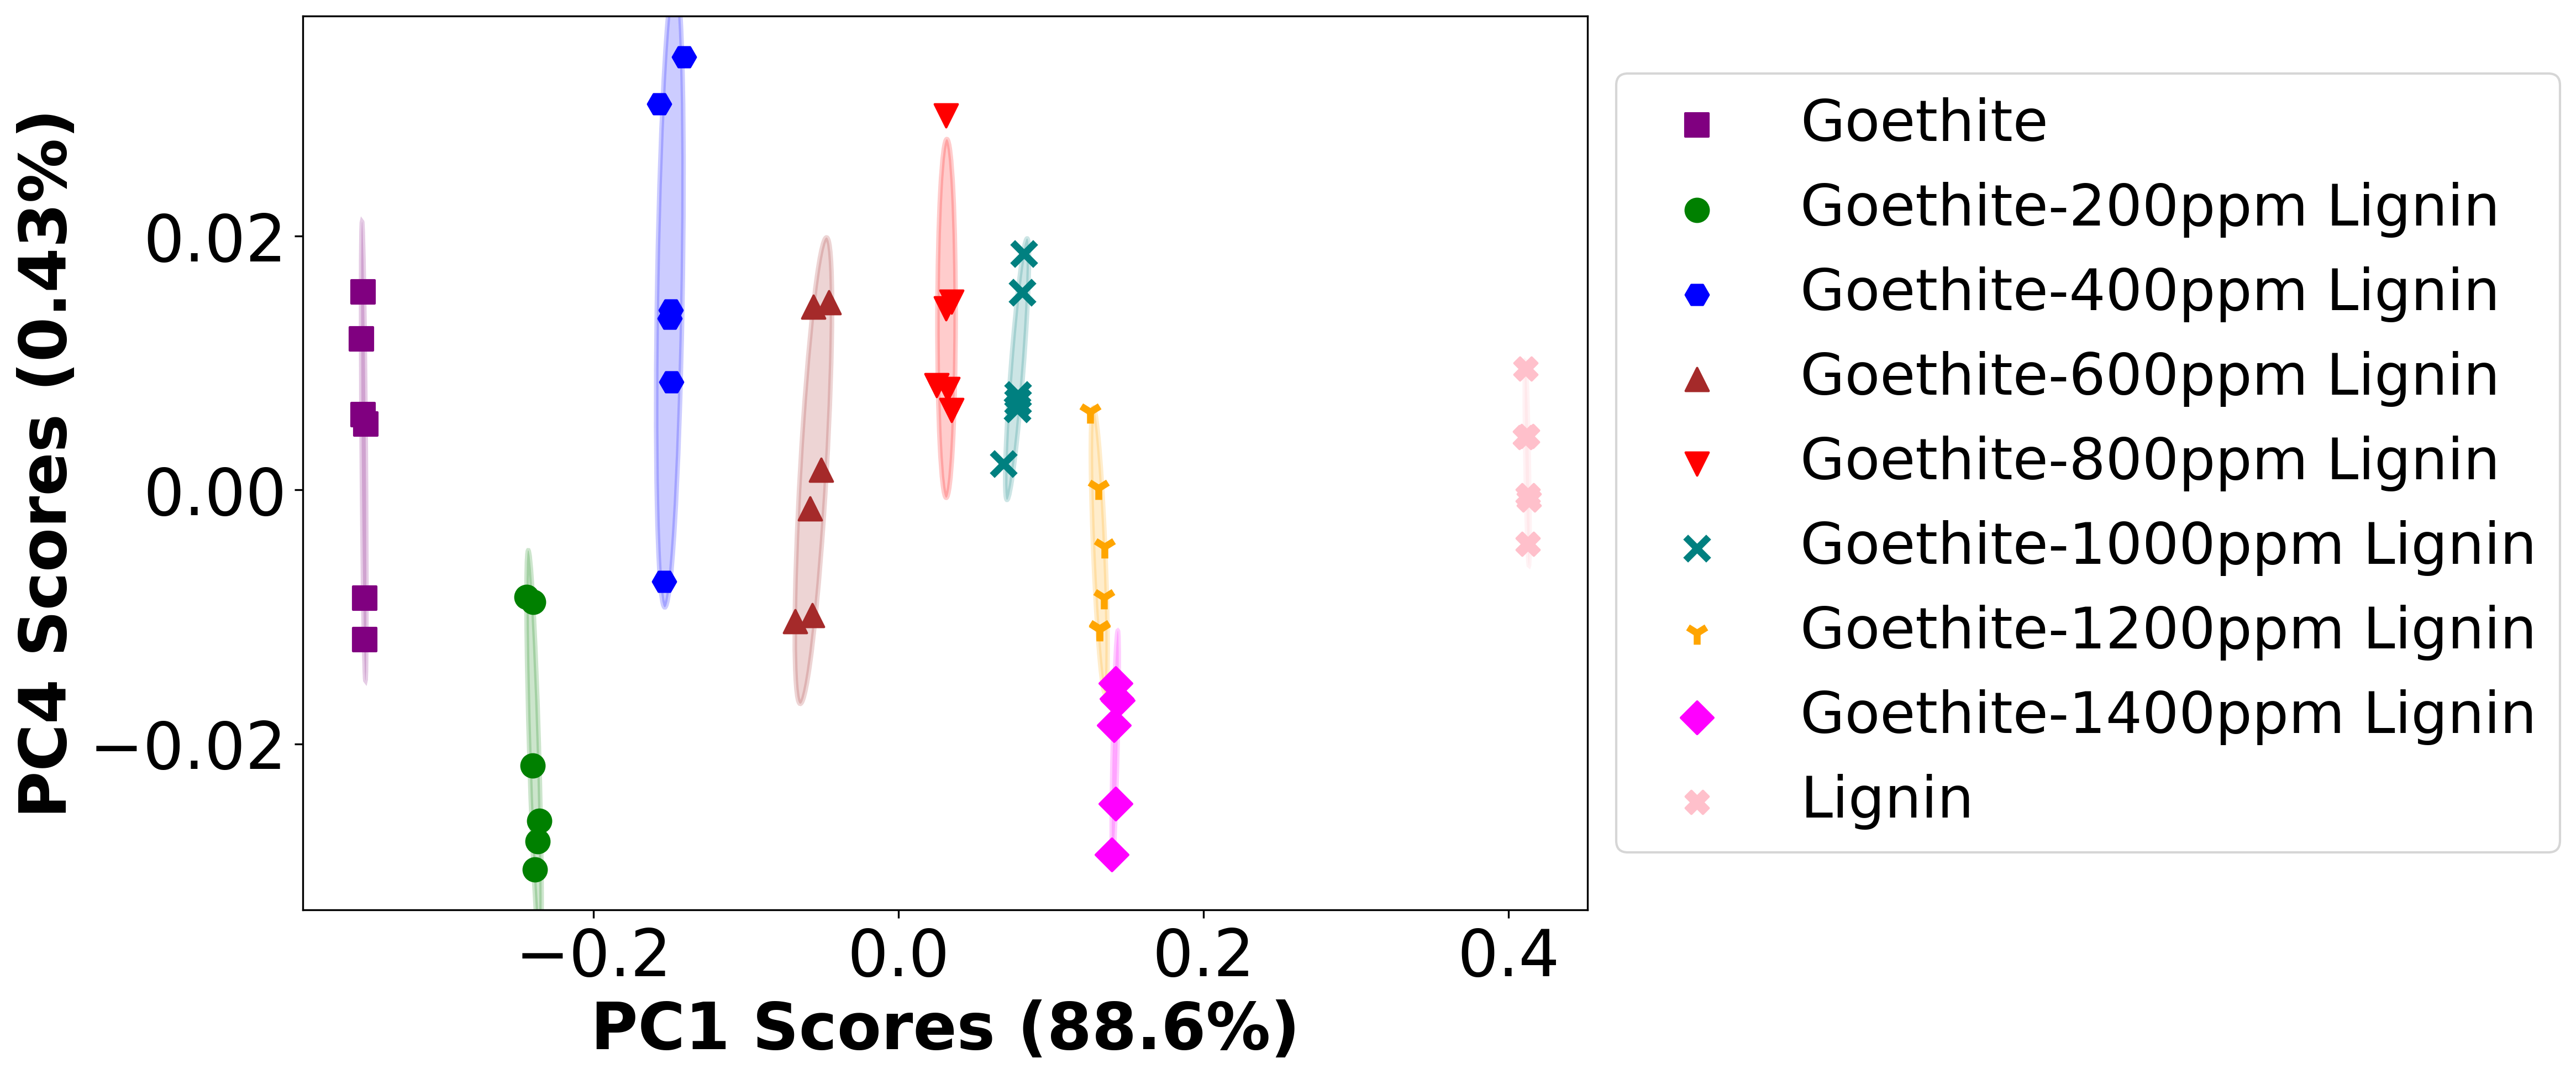 PC4 Scores (0.43%)
0.02
0.00
−0.02
−0.2
0.0
0.2
0.4
PC1 Scores (88.6%)
Goethite
Goethite-200ppm Lignin
Goethite-400ppm Lignin
Goethite-600ppm Lignin
Goethite-800ppm Lignin
Goethite-1000ppm Lignin
Goethite-1200ppm Lignin
Goethite-1400ppm Lignin
Lignin